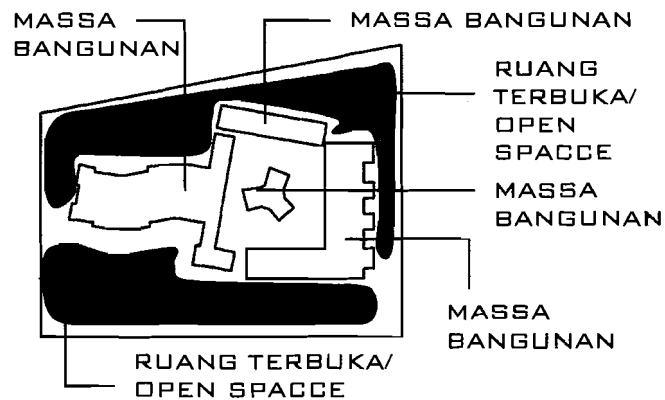 MASSA
BANGUNAN
MASSA BANGUNAN
RUANG
TERBUKA/
OPEN
SPACCE
MASSA
BANGUNAN
MASSA
BANGUNAN
RUANG TERBUKA/
OPEN SPACCE